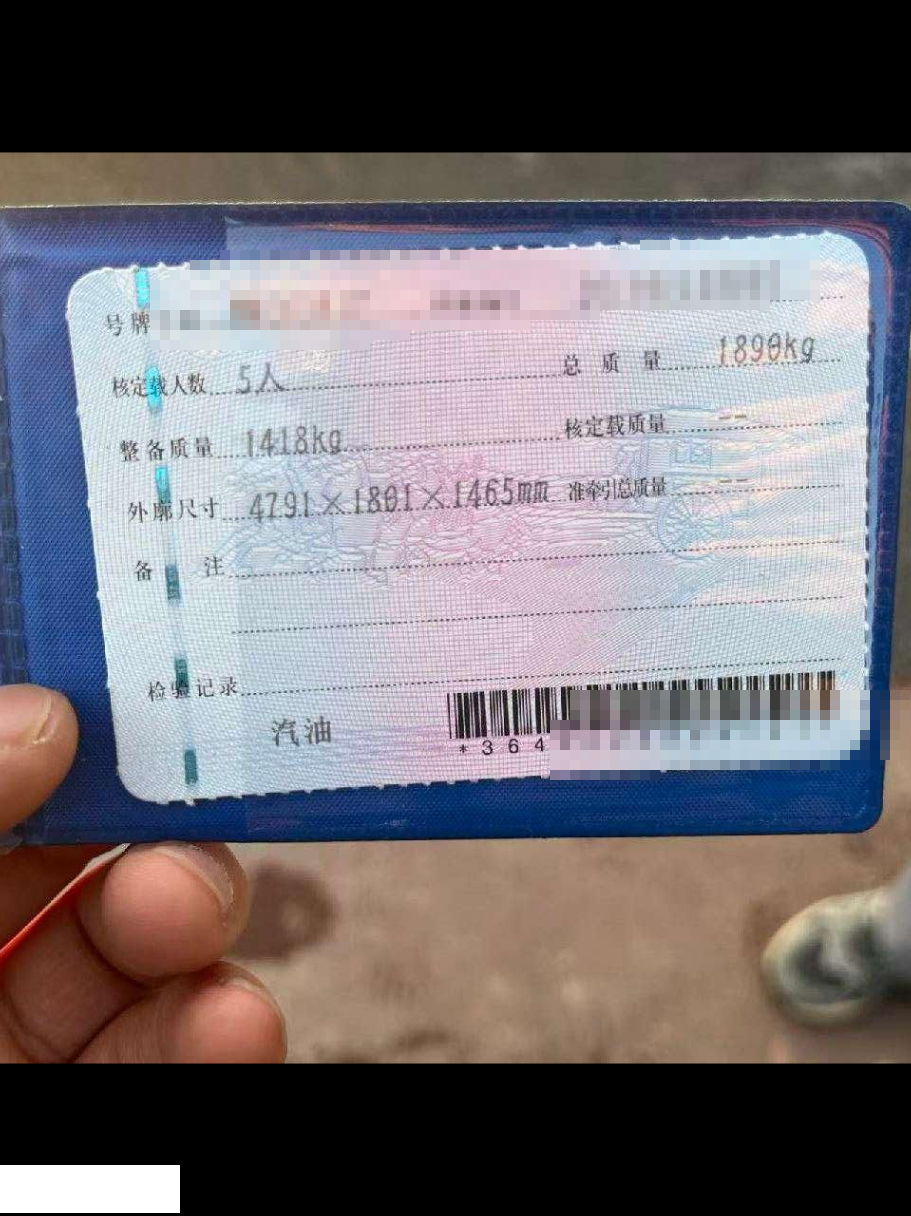 号牌
核定载人数 5人 总质量 1890kg
整备质量 1418kg 核定载质量 --
外廓尺寸 4791×1801×1465mm 准牵引总质量 --
备注
检验记录
汽油
*364